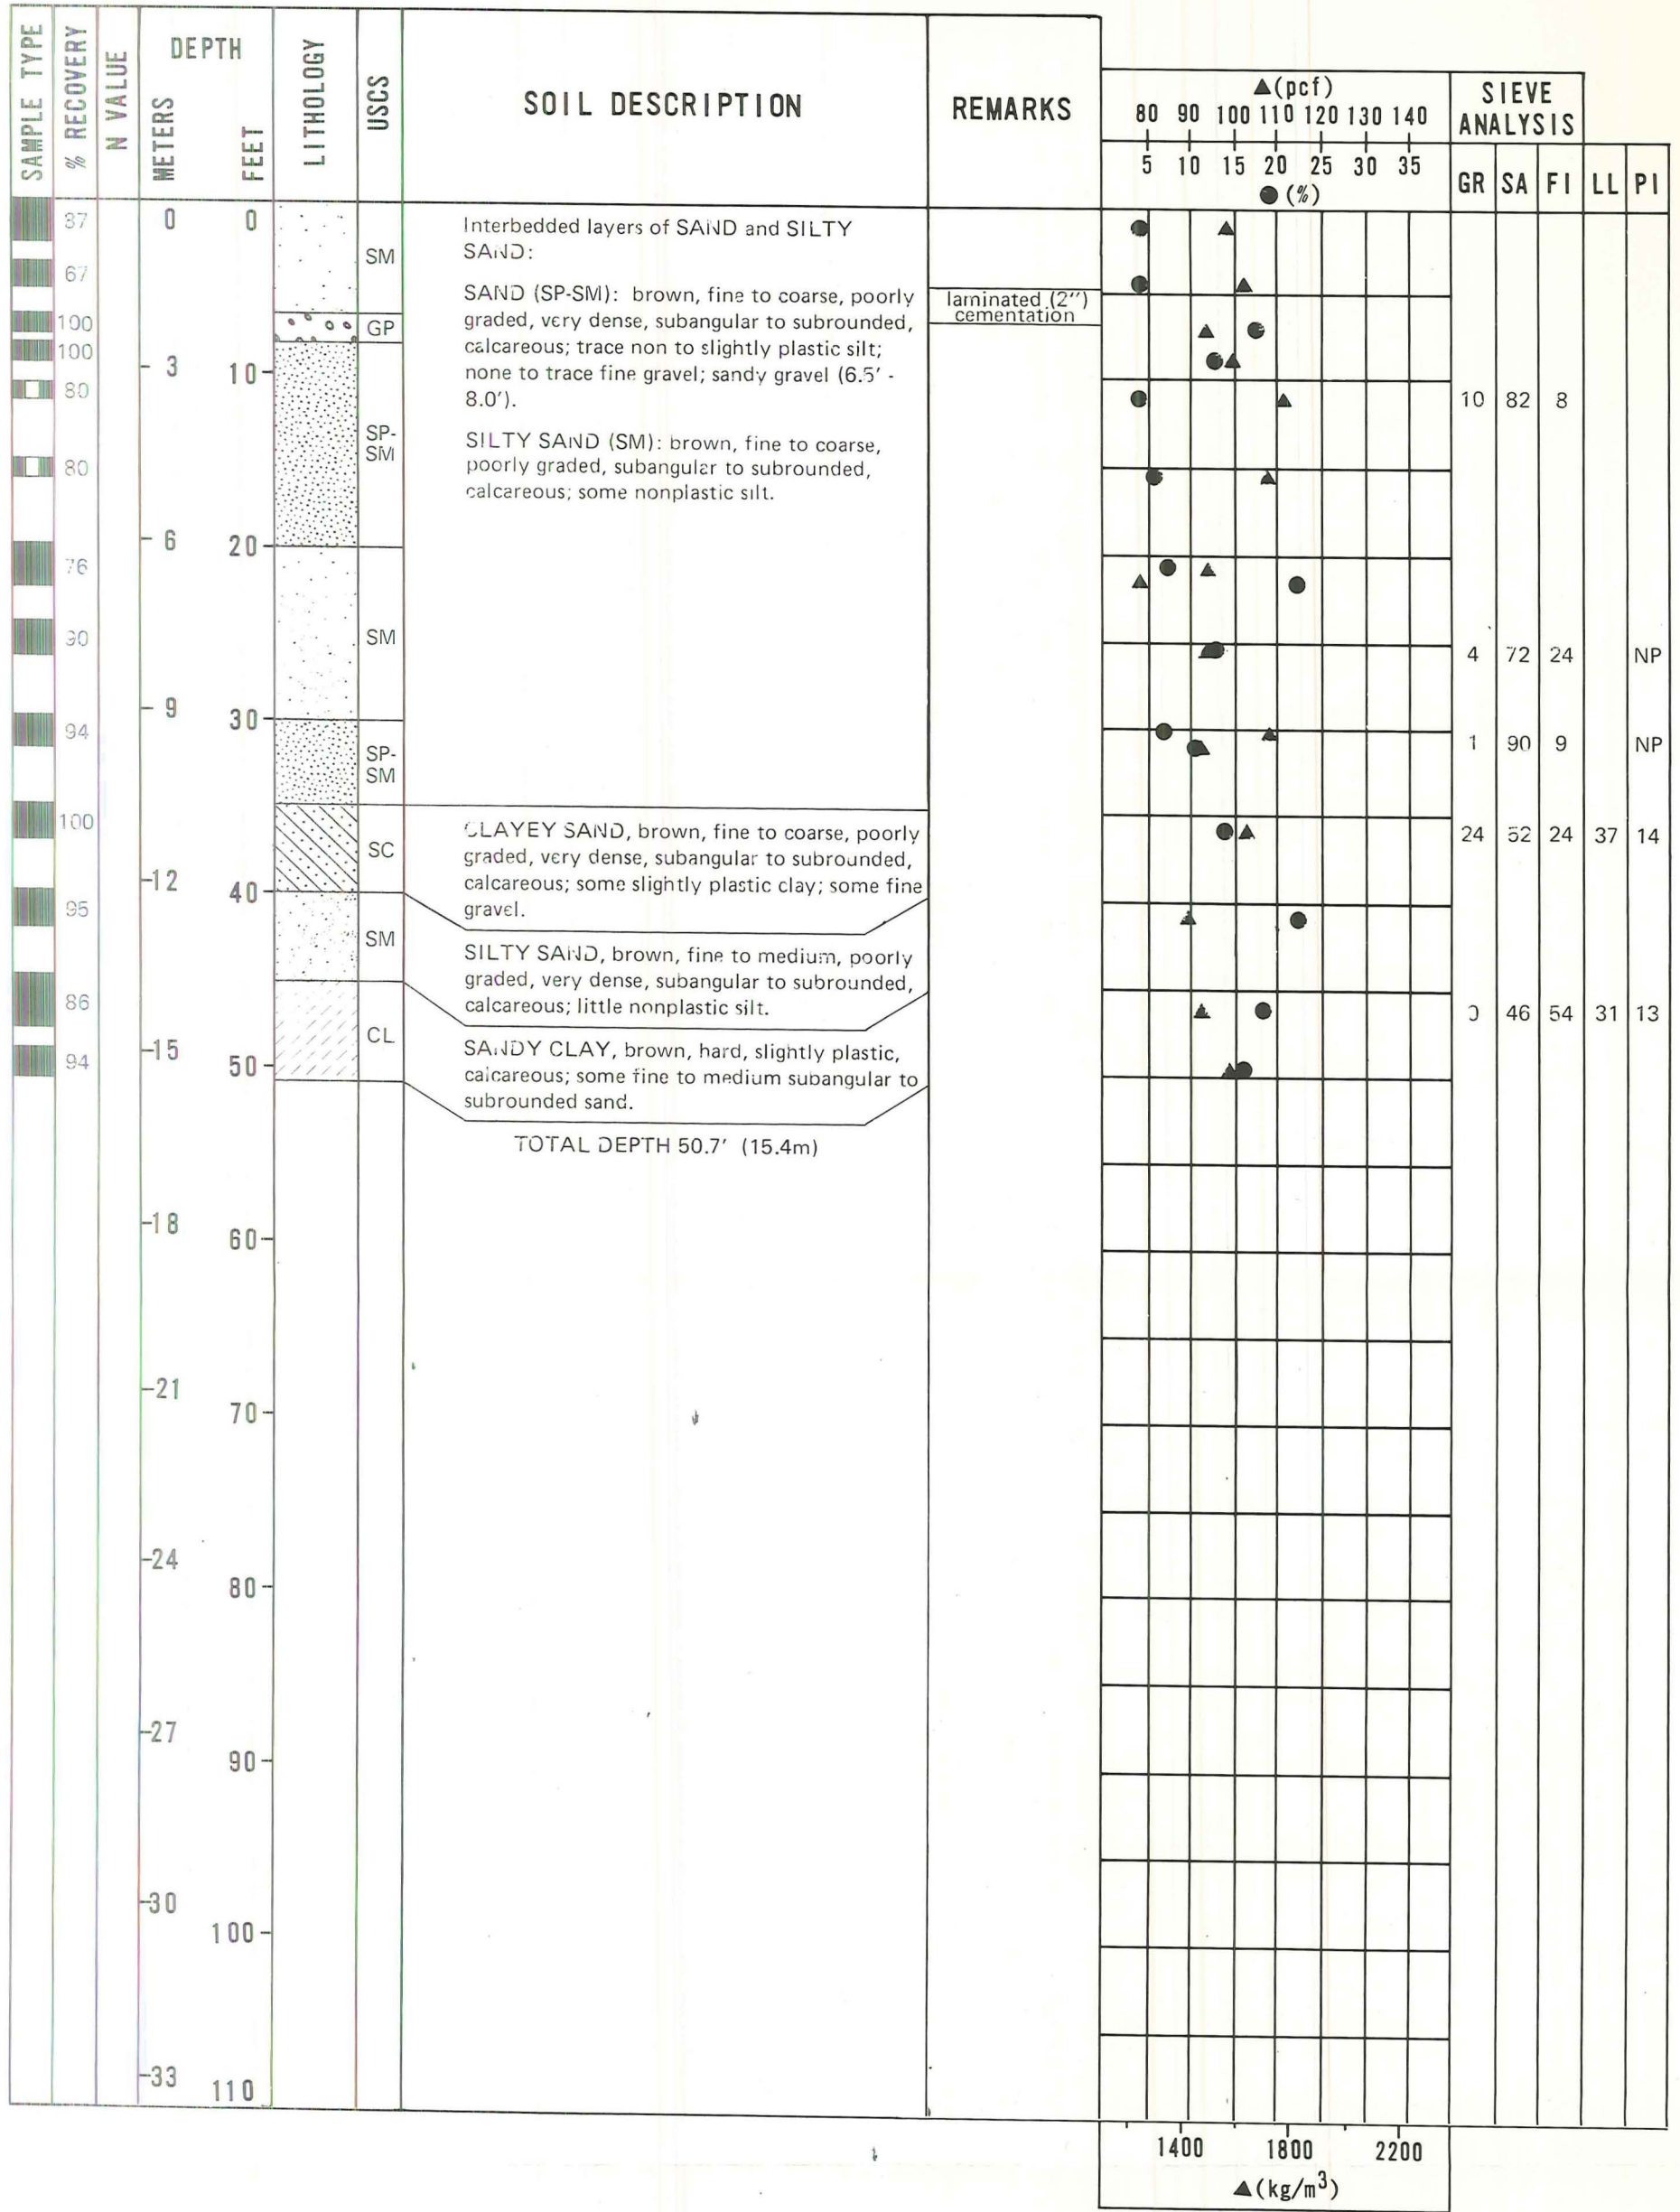 SAMPLE TYPE
% RECOVERY
N VALUE
DEPTH
METERS
FEET
LITHOLOGY
USCS
SOIL DESCRIPTION
REMARKS
▲(pcf)
80 90 100 110 120 130 140
5 10 15 20 25 30 35
●(%)
SIEVE
ANALYSIS
GR SA FI LL PI
67
100
100
80
80
76
94
100
95
86
94
0
3
6
9
12
15
18
21
24
27
30
33
0
10
20
30
40
50
60
70
80
90
100
110
SM
GP
SP-
SM
SM
SP-
SM
SC
SM
CL
Interbedded layers of SAND and SILTY
SAND:
SAND (SP-SM): brown, fine to coarse, poorly
graded, very dense, subangular to subrounded,
calcareous; trace non to slightly plastic silt;
none to trace fine gravel; sandy gravel (6.5' -
8.0').
SILTY SAND (SM): brown, fine to coarse,
poorly graded, subangular to subrounded,
calcareous; some nonplastic silt.
CLAYEY SAND, brown, fine to coarse, poorly
graded, very dense, subangular to subrounded,
calcareous; some slightly plastic clay; some fine
gravel.
SILTY SAND, brown, fine to medium, poorly
graded, very dense, subangular to subrounded,
calcareous; little nonplastic silt.
SANDY CLAY, brown, hard, slightly plastic,
calcareous; some fine to medium subangular to
subrounded sand.
TOTAL DEPTH 50.7' (15.4m)
laminated (2'')
cementation
10 82 8
4 72 24 NP
1 90 9 NP
24 52 24 37 14
0 46 54 31 13
1400 1800 2200
▲(kg/m³)